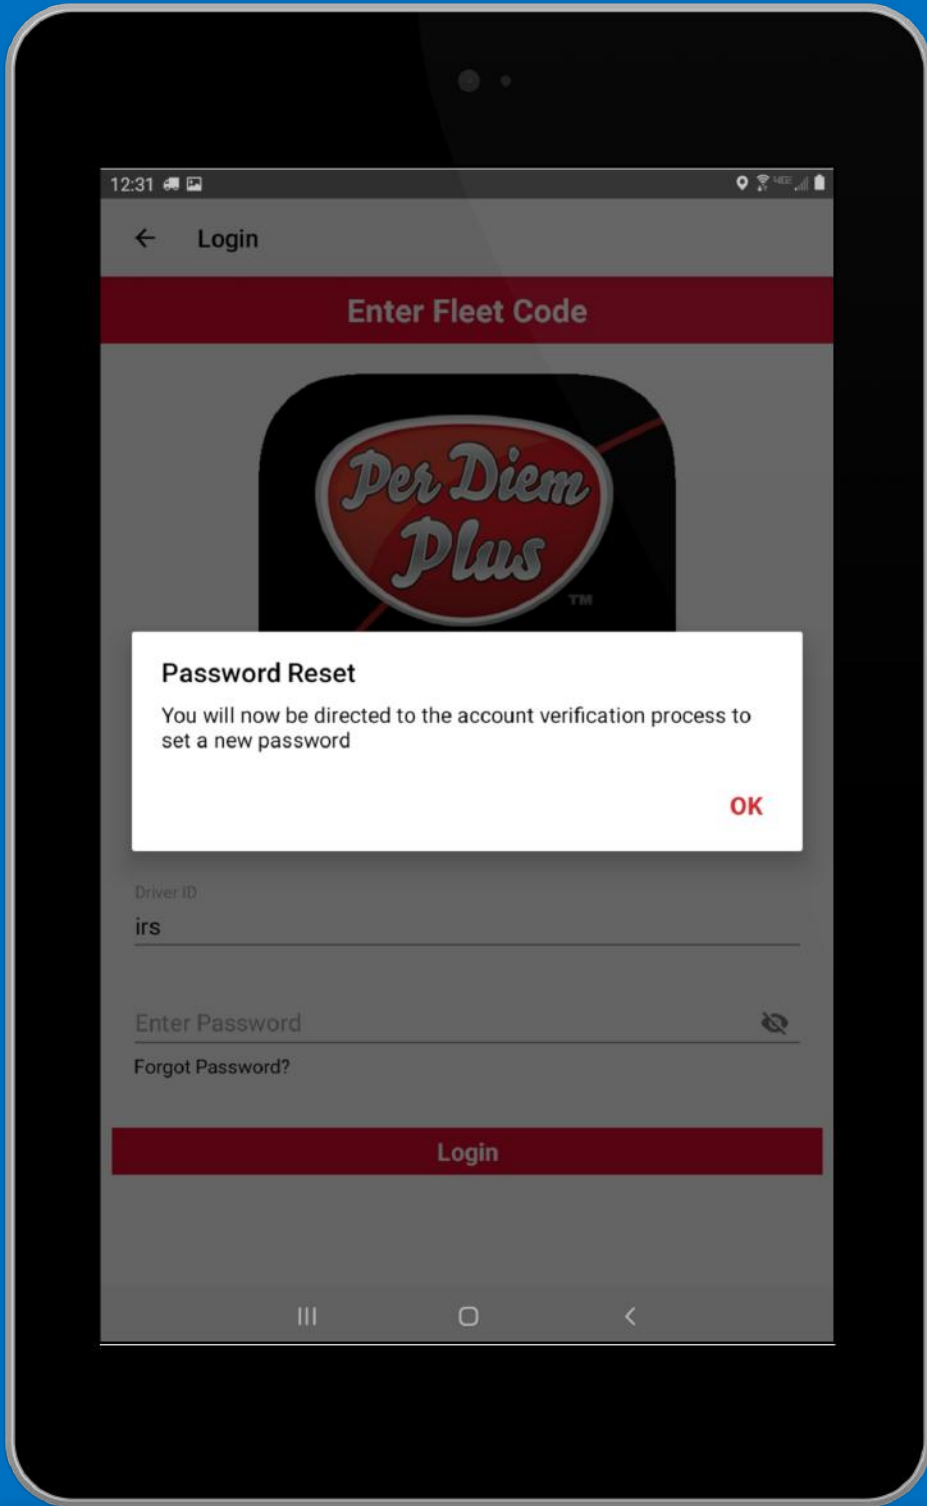 12:31
Login
Enter Fleet Code
Per Diem
Plus
TM
Password Reset
You will now be directed to the account verification process to
set a new password
OK
Driver ID
irs
Enter Password
Forgot Password?
Login